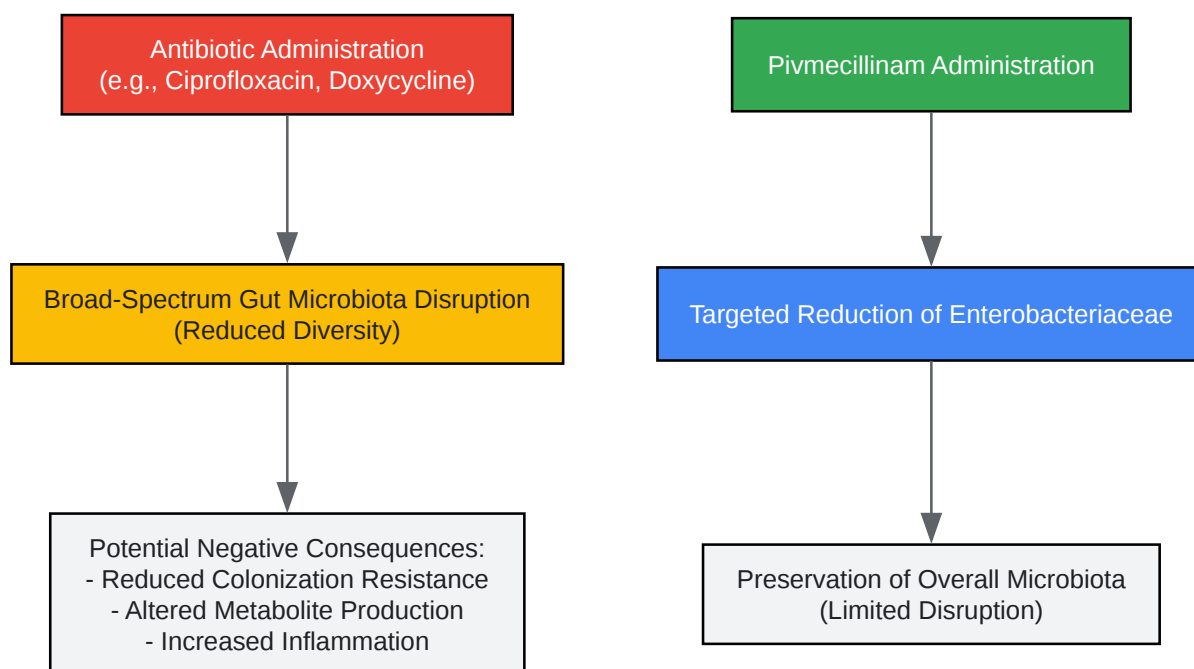 Antibiotic Administration
(e.g., Ciprofloxacin, Doxycycline)
Broad-Spectrum Gut Microbiota Disruption
(Reduced Diversity)
Potential Negative Consequences:
- Reduced Colonization Resistance
- Altered Metabolite Production
- Increased Inflammation
Pivmecillinam Administration
Targeted Reduction of Enterobacteriaceae
Preservation of Overall Microbiota
(Limited Disruption)